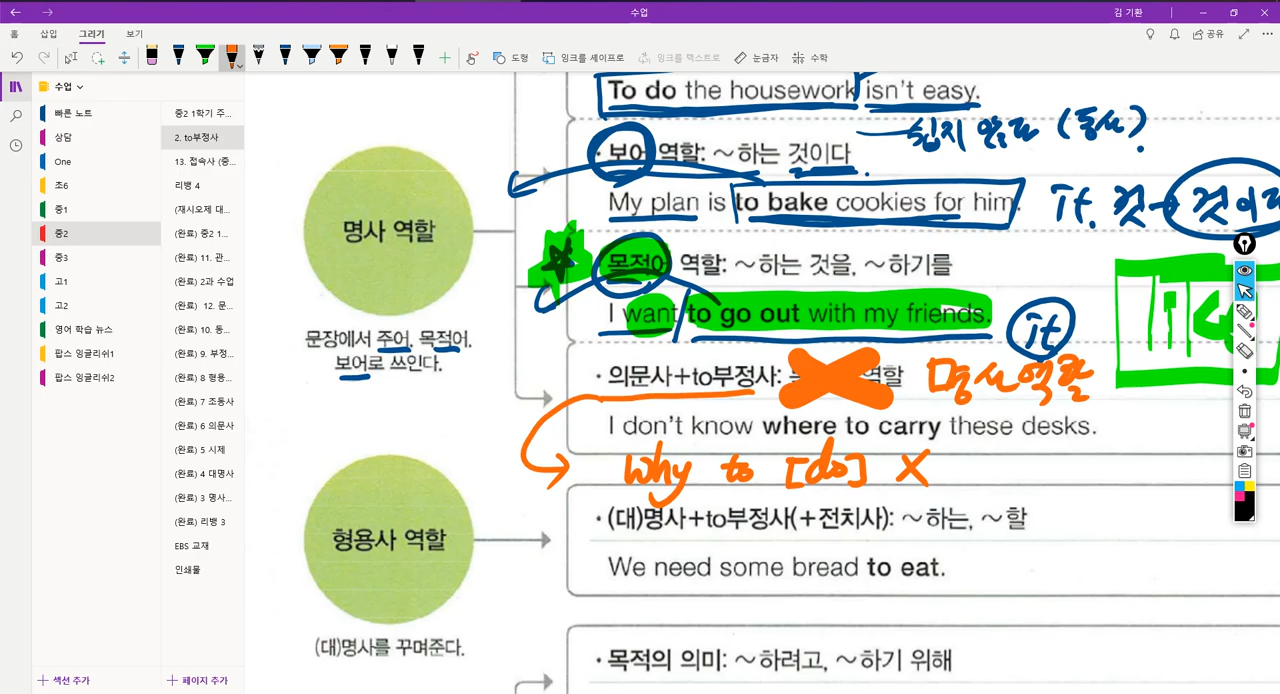 수업
김 기환
홈 삽입 그리기 보기
공유
도형 잉크를 셰이프로 잉크를 텍스트로 눈금자 수학
수업
빠른 노트
상담
One
초6
중1
중2
중3
고1
고2
영어 학습 뉴스
팝스 잉글리쉬1
팝스 잉글리쉬2
섹션 추가
중2 1학기 주...
2. to부정사
13. 접속사 (중...
리뱅 4
(재시오제 대...
(완료) 중2 1...
(완료) 11. 관...
(완료) 2과 수업
(완료) 12. 문...
(완료) 10. 동...
(완료) 9. 부정...
(완료) 8 형용...
(완료) 7 조동사
(완료) 6 의문사
(완료) 5 시제
(완료) 4 대명사
(완료) 3 명사...
(완료) 리뱅 3
EBS 교재
인쇄물
페이지 추가
명사 역할
문장에서 주어, 목적어,
보어로 쓰인다.
To do the housework isn't easy.
쉽지 않다 (동사?
· 보어 역할: ~하는 것이다
My plan is to bake cookies for him.
It, 것→ 것이다
목적어 역할: ~하는 것을, ~하기를
I want to go out with my friends.
it
· 의문사+to부정사: 역할
명사역할
I don't know where to carry these desks.
Why to [do] X
형용사 역할
(대)명사를 꾸며준다.
· (대)명사+to부정사(+전치사): ~하는, ~할
We need some bread to eat.
· 목적의 의미: ~하려고, ~하기 위해